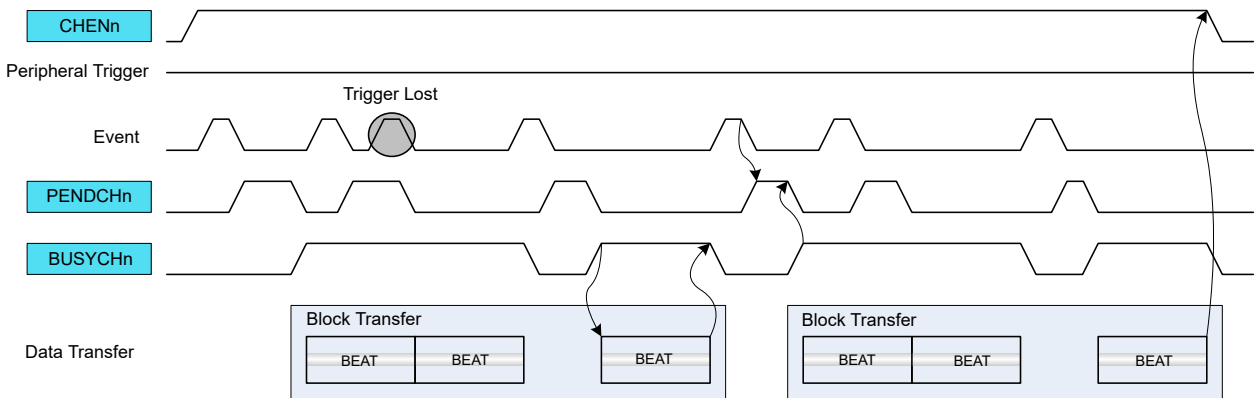 CHENn
Peripheral Trigger
Trigger Lost
Event
PENDCHn
BUSYCHn
Block Transfer
Block Transfer
Data Transfer
BEAT
BEAT
BEAT
BEAT
BEAT
BEAT